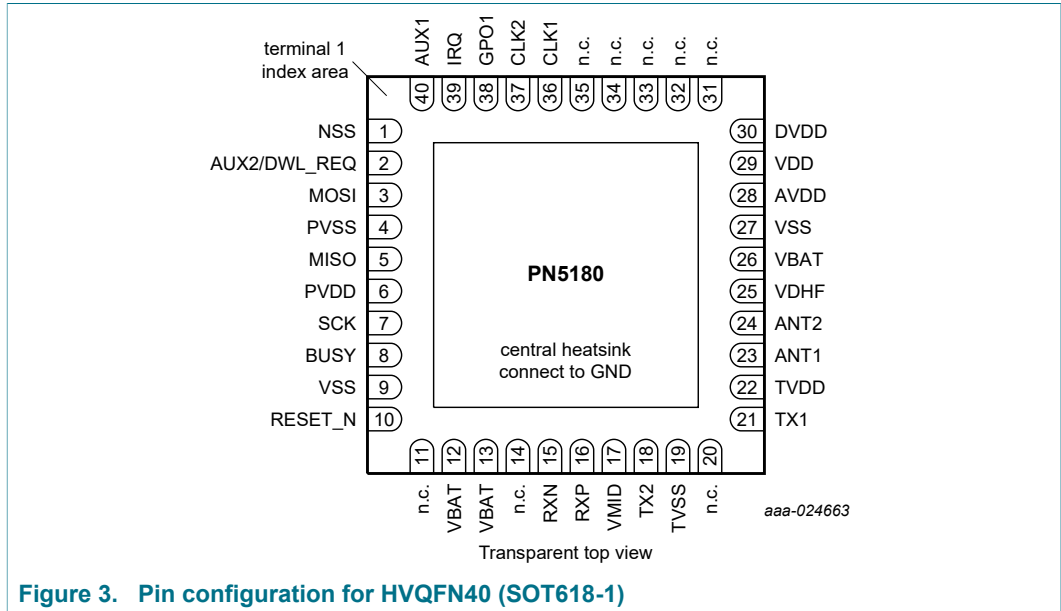 terminal 1
index area
AUX1
IRQ
GPO1
CLK2
CLK1
n.c.
n.c.
n.c.
n.c.
n.c.
40
39
38
37
36
35
34
33
32
31
NSS 1
AUX2/DWL_REQ 2
MOSI 3
PVSS 4
MISO 5
PVDD 6
SCK 7
BUSY 8
VSS 9
RESET_N 10
PN5180
central heatsink
connect to GND
30 DVDD
29 VDD
28 AVDD
27 VSS
26 VBAT
25 VDHF
24 ANT2
23 ANT1
22 TVDD
21 TX1
11
12
13
14
15
16
17
18
19
20
n.c.
VBAT
VBAT
n.c.
RXN
RXP
VMID
TX2
TVSS
n.c.
aaa-024663
Transparent top view
Figure 3. Pin configuration for HVQFN40 (SOT618-1)